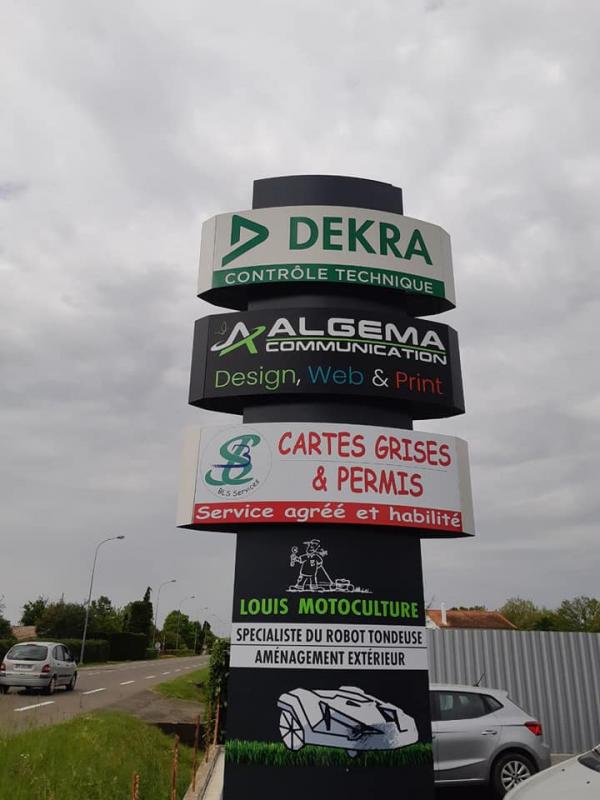 DEKRA
CONTRÔLE TECHNIQUE
ALGEMA
COMMUNICATION
Design, Web & Print
CARTES GRISES
& PERMIS
BLS Services
Service agréé et habilité
LOUIS MOTOCULTURE
SPECIALISTE DU ROBOT TONDEUSE
AMÉNAGEMENT EXTÉRIEUR